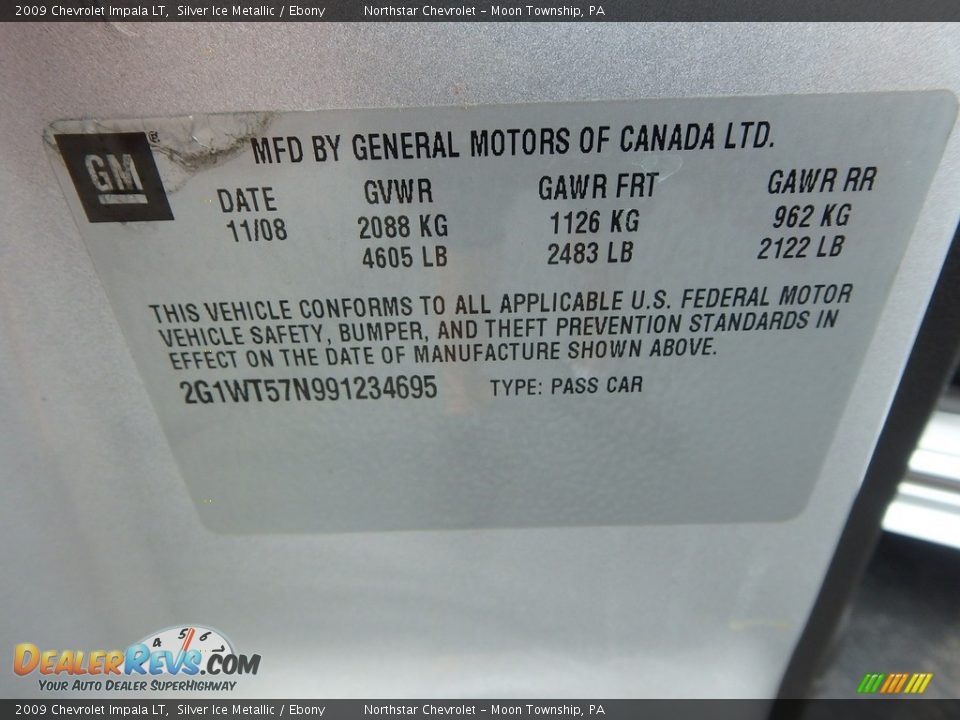 2009 Chevrolet Impala LT, Silver Ice Metallic / Ebony Northstar Chevrolet - Moon Township, PA
GM ®
MFD BY GENERAL MOTORS OF CANADA LTD.
DATE GVWR GAWR FRT GAWR RR
11/08 2088 KG 1126 KG 962 KG
4605 LB 2483 LB 2122 LB
THIS VEHICLE CONFORMS TO ALL APPLICABLE U.S. FEDERAL MOTOR
VEHICLE SAFETY, BUMPER, AND THEFT PREVENTION STANDARDS IN
EFFECT ON THE DATE OF MANUFACTURE SHOWN ABOVE.
2G1WT57N991234695 TYPE: PASS CAR
4 5 6
DEALERREVS.COM
YOUR AUTO DEALER SUPERHIGHWAY
2009 Chevrolet Impala LT, Silver Ice Metallic / Ebony Northstar Chevrolet - Moon Township, PA